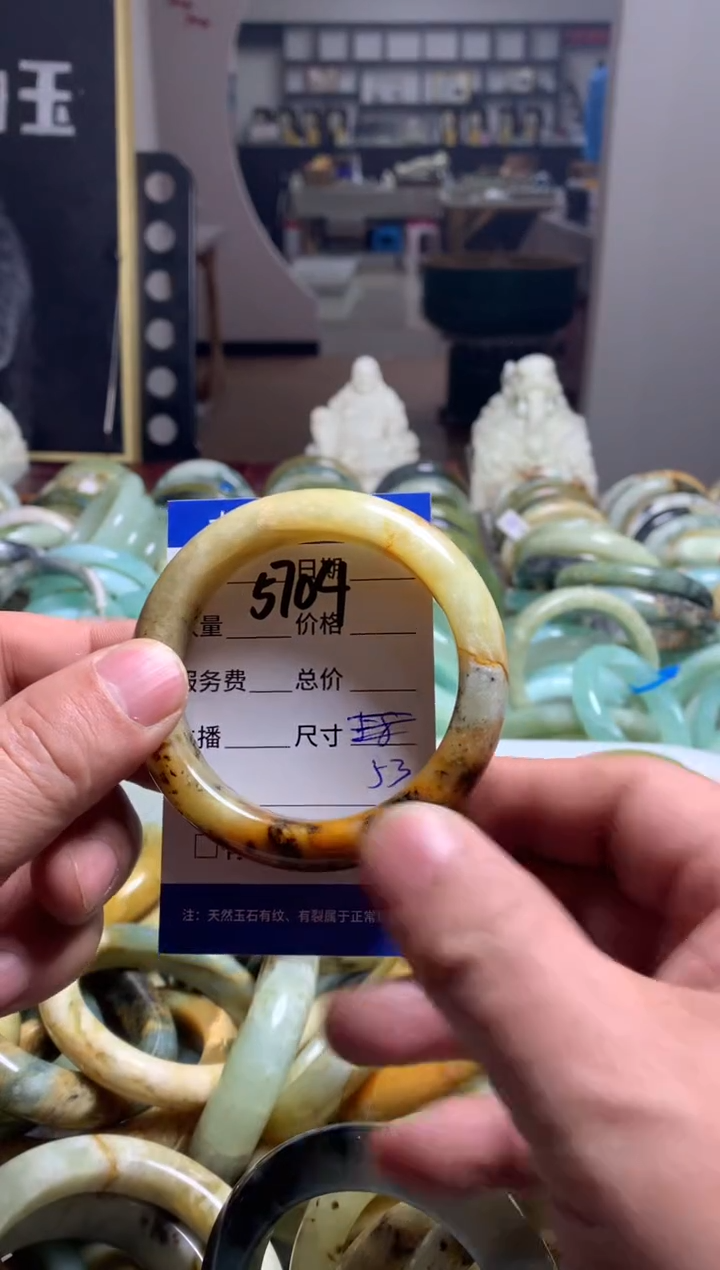 玉
日期
5704
量 价格
服务费 总价
播 尺寸
53
注：天然玉石有纹、有裂属于正常